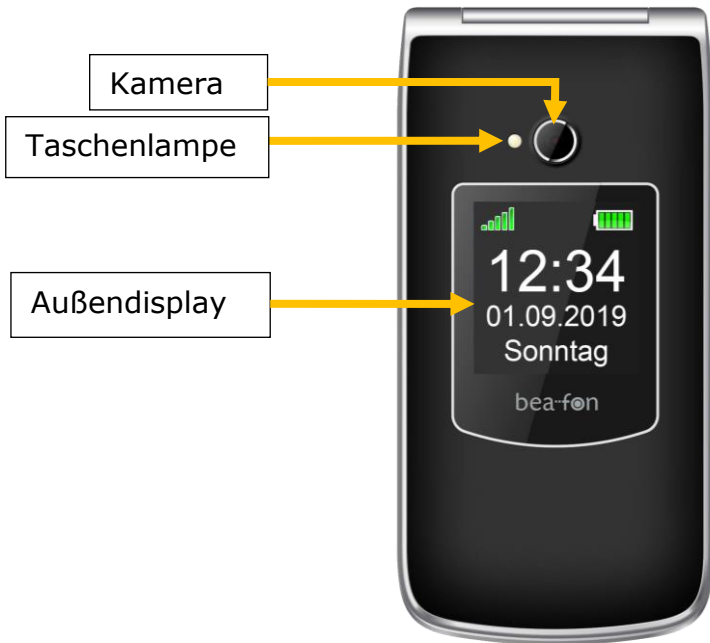 Kamera
Taschenlampe
Außendisplay
12:34
01.09.2019
Sonntag
bea-fon